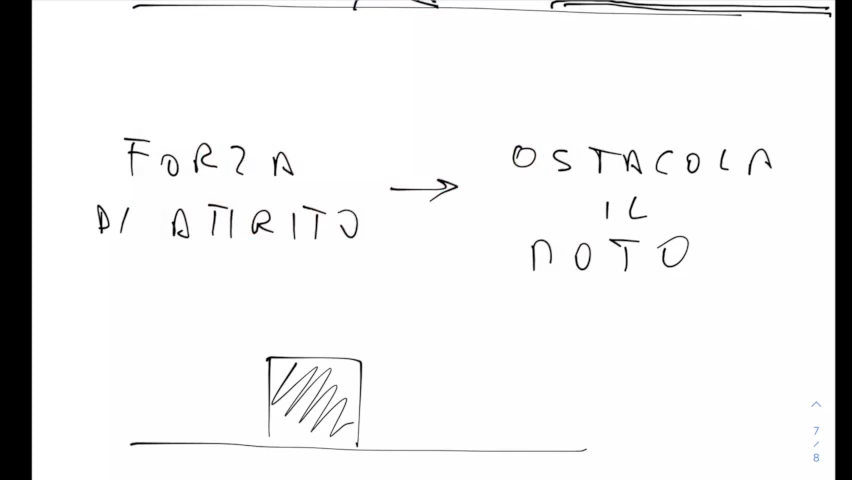 FORZA
DI ATTRITO
→
OSTACOLA
IL
MOTO
7
/
8